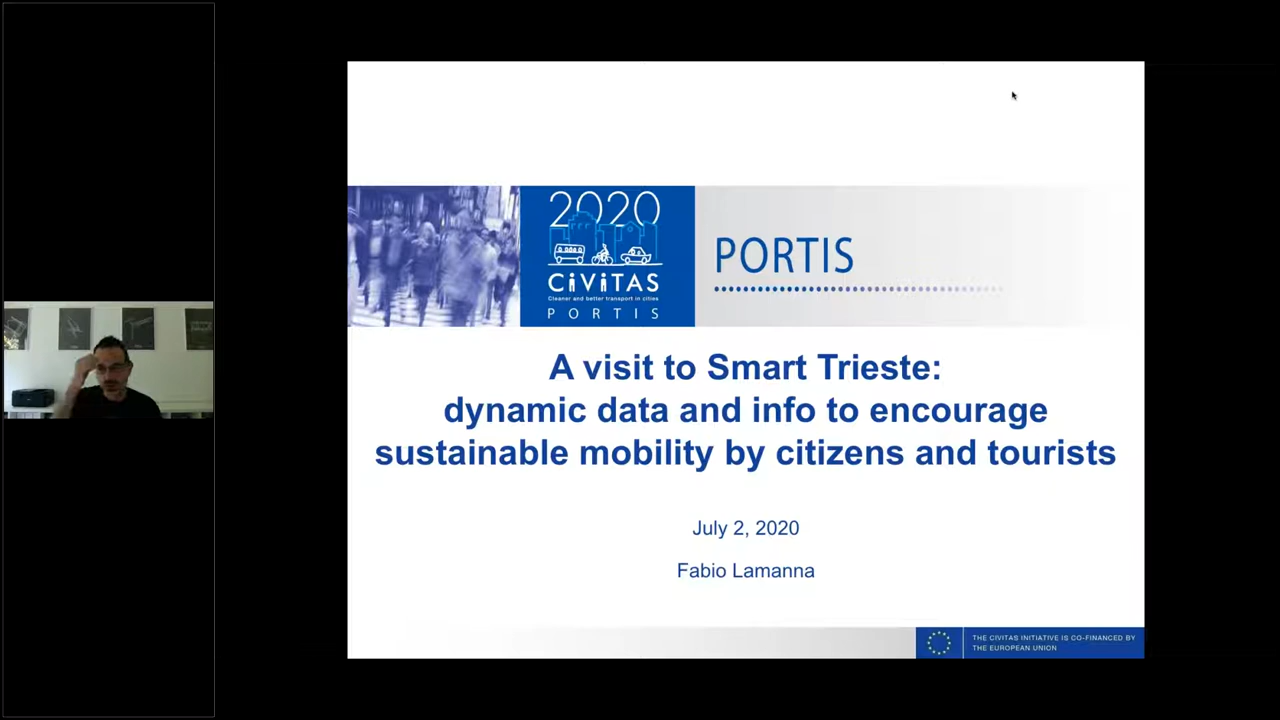 2020
CiViTAS
Cleaner and better transport in cities
PORTIS
PORTIS
A visit to Smart Trieste:
dynamic data and info to encourage
sustainable mobility by citizens and tourists
July 2, 2020
Fabio Lamanna
THE CIVITAS INITIATIVE IS CO-FINANCED BY
THE EUROPEAN UNION